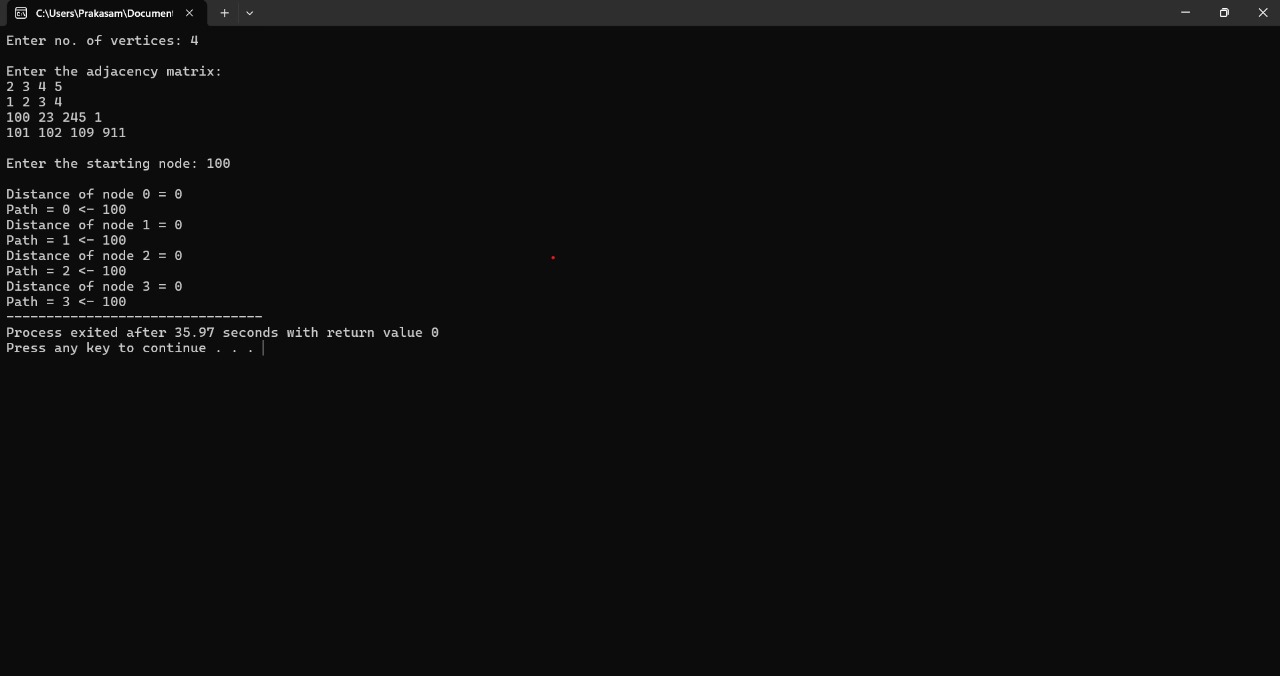 C:\Users\Prakasam\Document
Enter no. of vertices: 4
Enter the adjacency matrix:
2 3 4 5
1 2 3 4
100 23 245 1
101 102 109 911
Enter the starting node: 100
Distance of node 0 = 0
Path = 0 <- 100
Distance of node 1 = 0
Path = 1 <- 100
Distance of node 2 = 0
Path = 2 <- 100
Distance of node 3 = 0
Path = 3 <- 100
--------------------------------
Process exited after 35.97 seconds with return value 0
Press any key to continue . . .